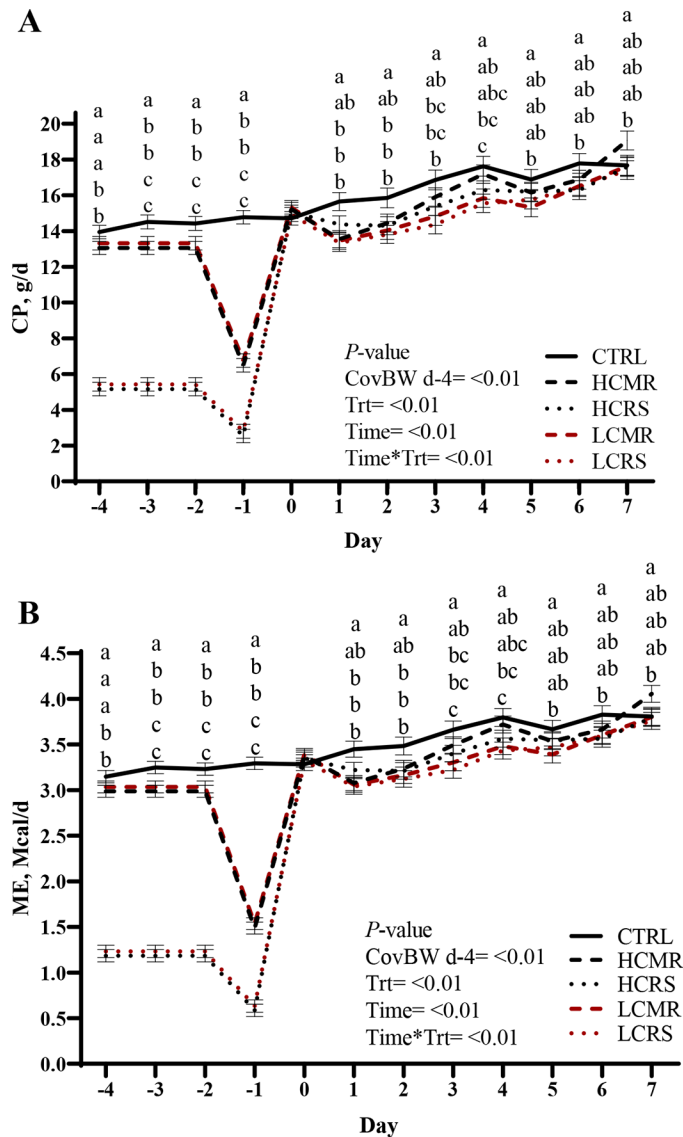 A
a
a
a
b
b
a
b
b
c
c
a
b
b
c
c
a
b
b
c
c
a
ab
b
b
b
a
ab
b
b
b
a
ab
bc
bc
b
a
ab
abc
bc
c
a
ab
ab
ab
b
a
ab
ab
ab
b
a
ab
ab
ab
b
CP, g/d
20
18
16
14
12
10
8
6
4
2
0
P-value
CovBW d-4= <0.01
Trt= <0.01
Time= <0.01
Time*Trt= <0.01
CTRL
HCMR
HCRS
LCMR
LCRS
-4 -3 -2 -1 0 1 2 3 4 5 6 7
Day
B
a
a
a
b
b
a
b
b
c
c
a
b
b
c
c
a
b
b
c
c
a
ab
b
b
b
a
ab
b
b
b
a
ab
bc
bc
c
a
ab
abc
bc
c
a
ab
ab
ab
b
a
ab
ab
ab
b
a
ab
ab
ab
b
ME, Mcal/d
4.5
4.0
3.5
3.0
2.5
2.0
1.5
1.0
0.5
0.0
P-value
CovBW d-4= <0.01
Trt= <0.01
Time= <0.01
Time*Trt= <0.01
CTRL
HCMR
HCRS
LCMR
LCRS
-4 -3 -2 -1 0 1 2 3 4 5 6 7
Day